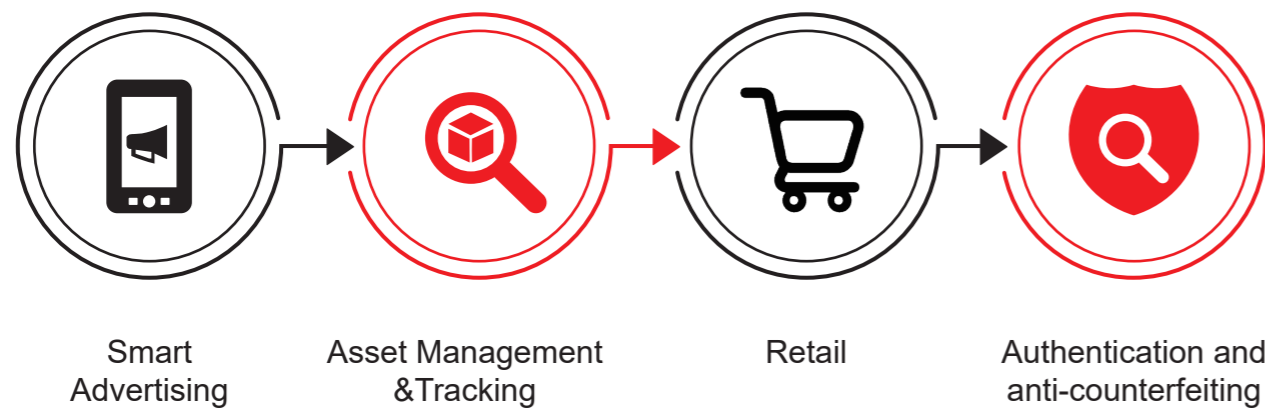 Smart
Advertising
Asset Management
&Tracking
Retail
Authentication and
anti-counterfeiting